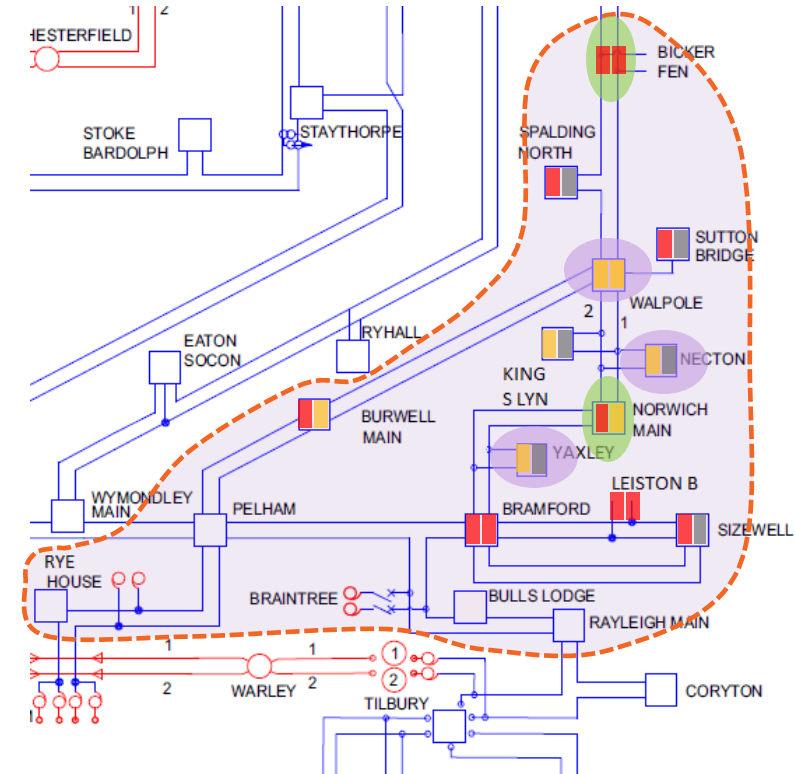 1 2
HESTERFIELD
BICKER
FEN
STOKE
BARDOLPH
STAYTHORPE
SPALDING
NORTH
SUTTON
BRIDGE
WALPOLE
2
1
EATON
SOCON
RYHALL
NECTON
KING
S LYN
BURWELL
MAIN
NORWICH
MAIN
YAXLEY
LEISTON B
WYMONDLEY
MAIN
PELHAM
BRAMFORD
SIZEWELL
RYE
HOUSE
BRAINTREE
BULLS LODGE
RAYLEIGH MAIN
1
1
1
2
WARLEY
2
2
TILBURY
CORYTON